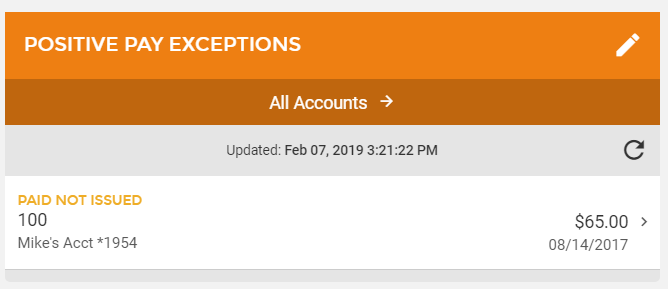 POSITIVE PAY EXCEPTIONS
All Accounts
Updated: Feb 07, 2019 3:21:22 PM
PAID NOT ISSUED
100
$65.00
Mike's Acct *1954
08/14/2017